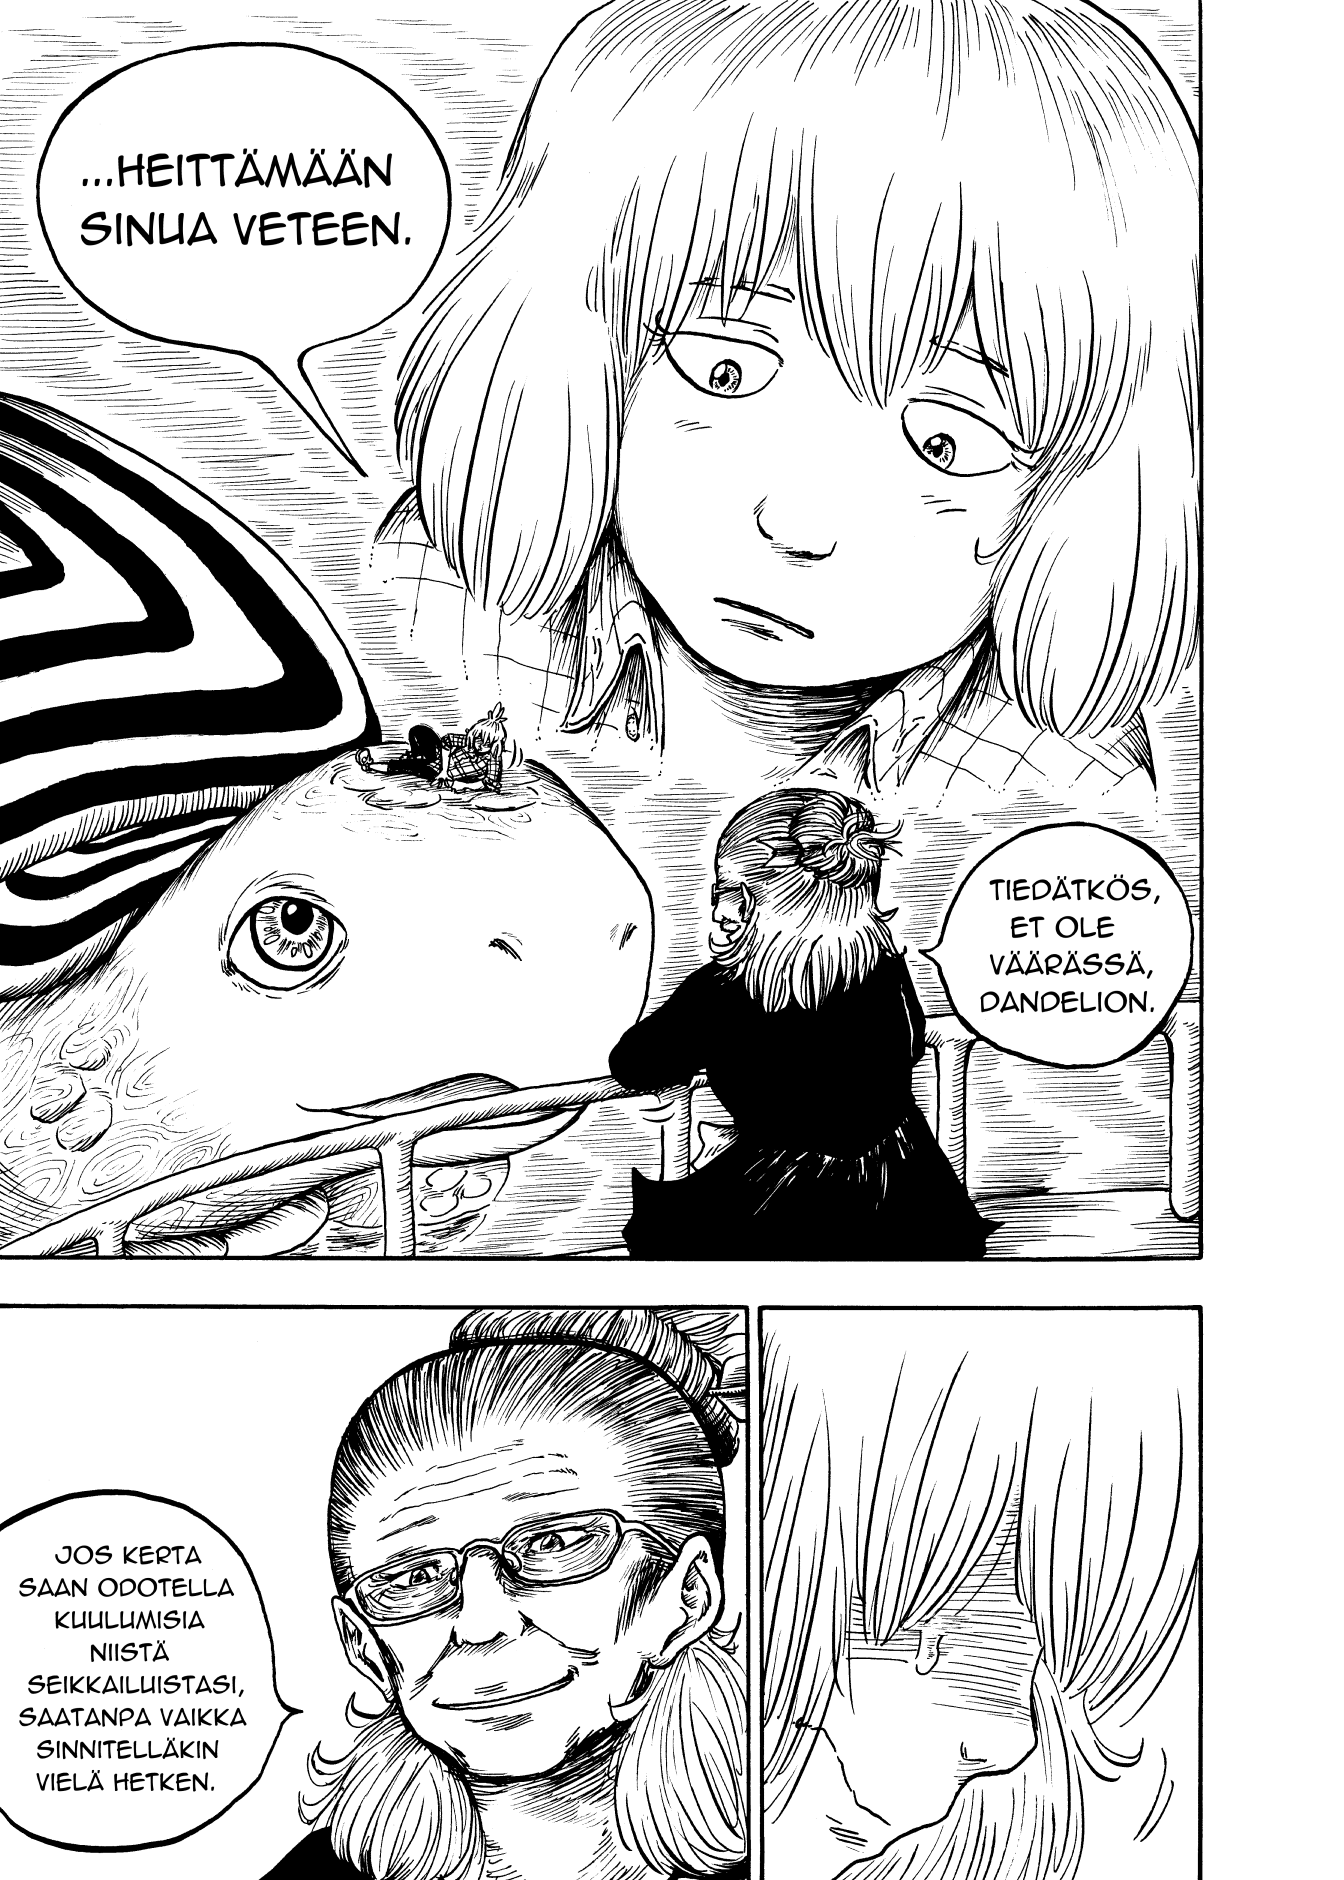 ...HEITTÄMÄÄN
SINUA VETEEN.
TIEDÄTKÖS,
ET OLE
VÄÄRÄSSÄ,
DANDELION.
JOS KERTA
SAAN ODOTELLA
KUULUMISIA
NIISTÄ
SEIKKAILUISTASI,
SAATANPA VAIKKA
SINNITELLÄKIN
VIELÄ HETKEN.